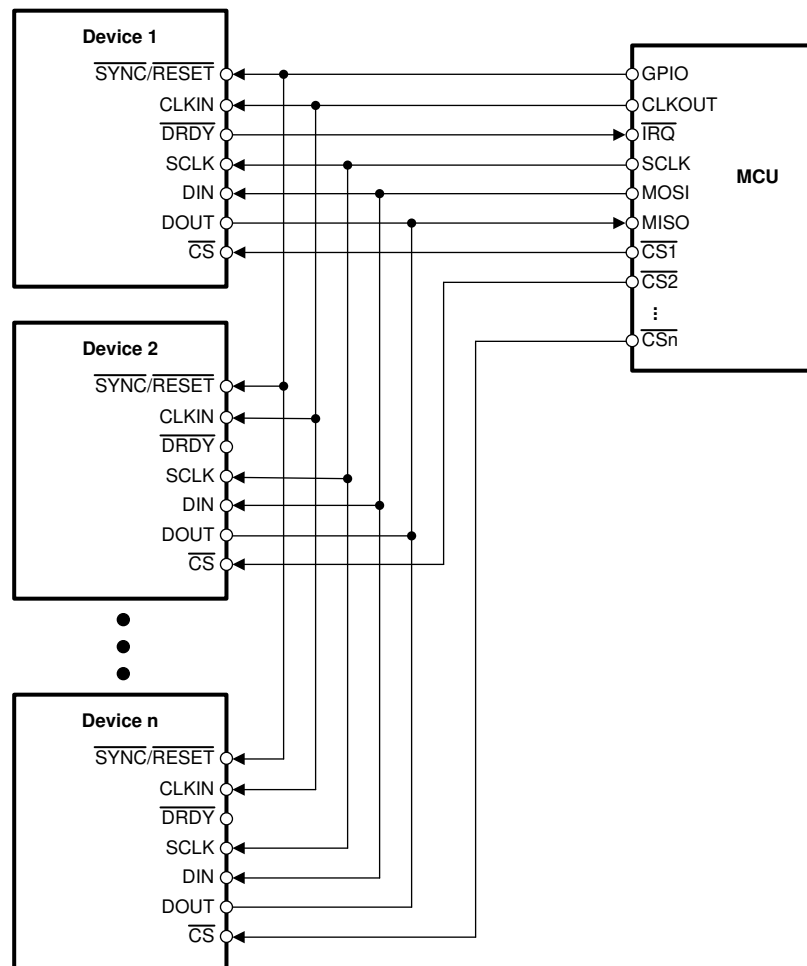 Device 1
SYNC/RESET
CLKIN
DRDY
SCLK
DIN
DOUT
CS
GPIO
CLKOUT
IRQ
SCLK
MOSI
MISO
CS1
CS2
...
CSn
MCU
Device 2
SYNC/RESET
CLKIN
DRDY
SCLK
DIN
DOUT
CS
Device n
SYNC/RESET
CLKIN
DRDY
SCLK
DIN
DOUT
CS